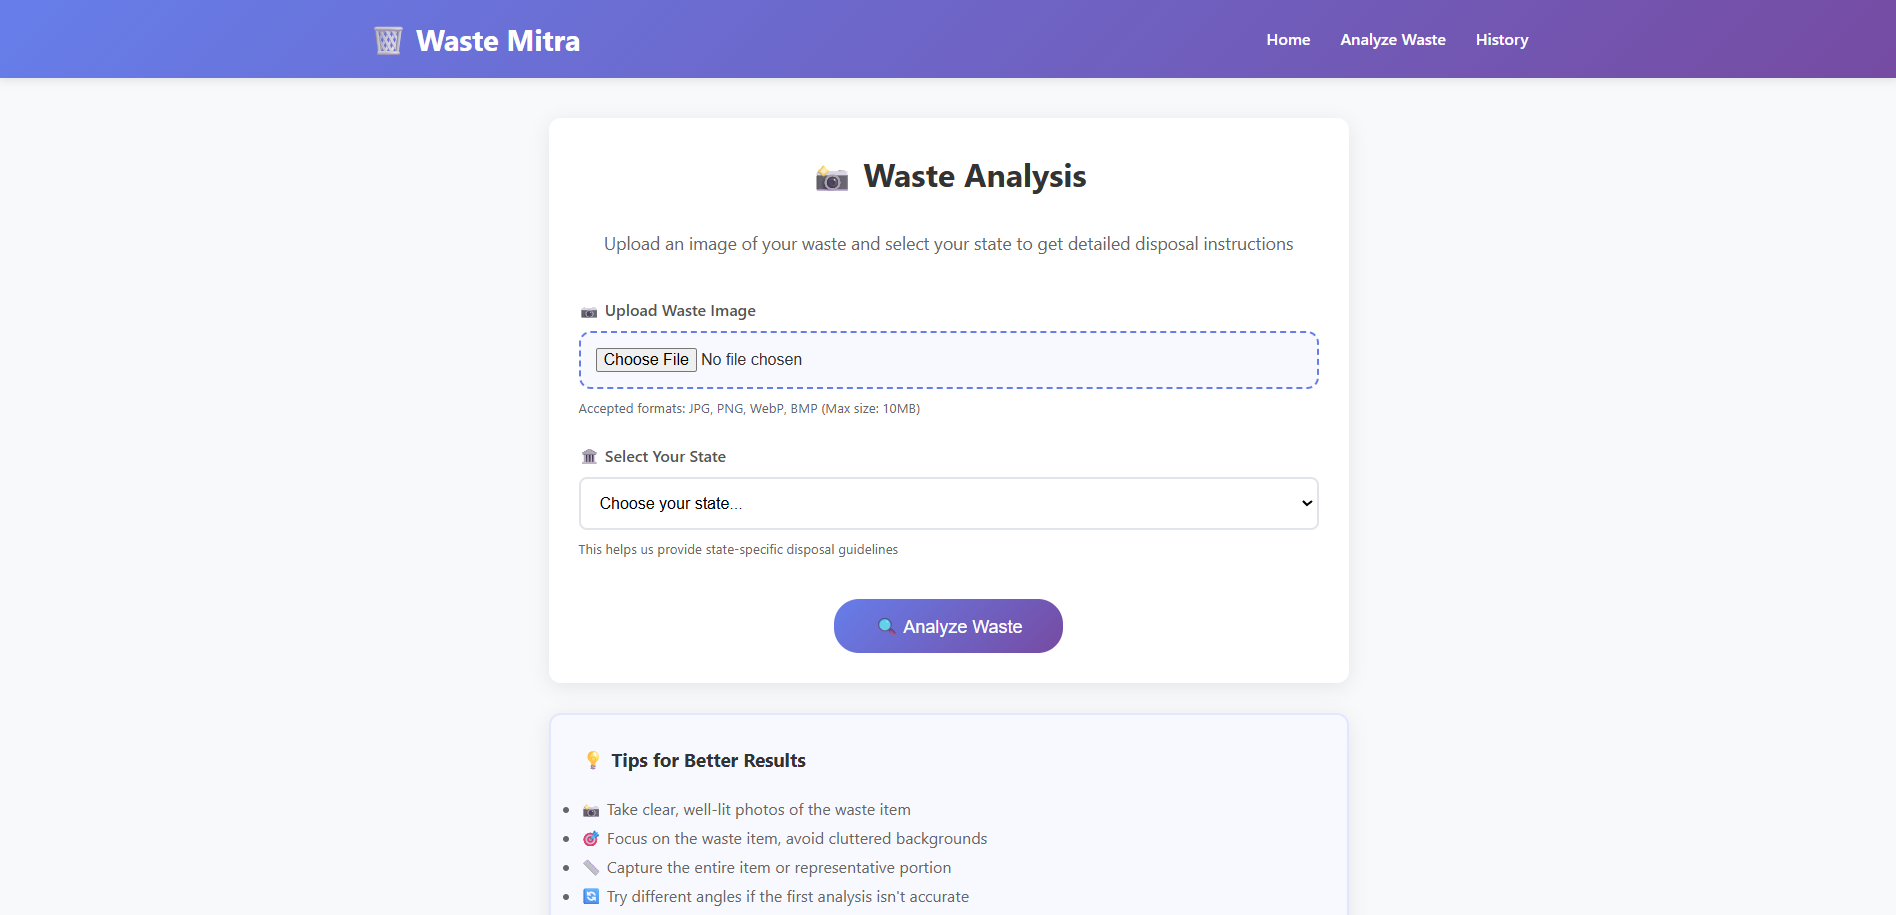 Waste Mitra
Home Analyze Waste History
Waste Analysis
Upload an image of your waste and select your state to get detailed disposal instructions
Upload Waste Image
Choose File No file chosen
Accepted formats: JPG, PNG, WebP, BMP (Max size: 10MB)
Select Your State
Choose your state...
This helps us provide state-specific disposal guidelines
Analyze Waste
Tips for Better Results
Take clear, well-lit photos of the waste item
Focus on the waste item, avoid cluttered backgrounds
Capture the entire item or representative portion
Try different angles if the first analysis isn't accurate